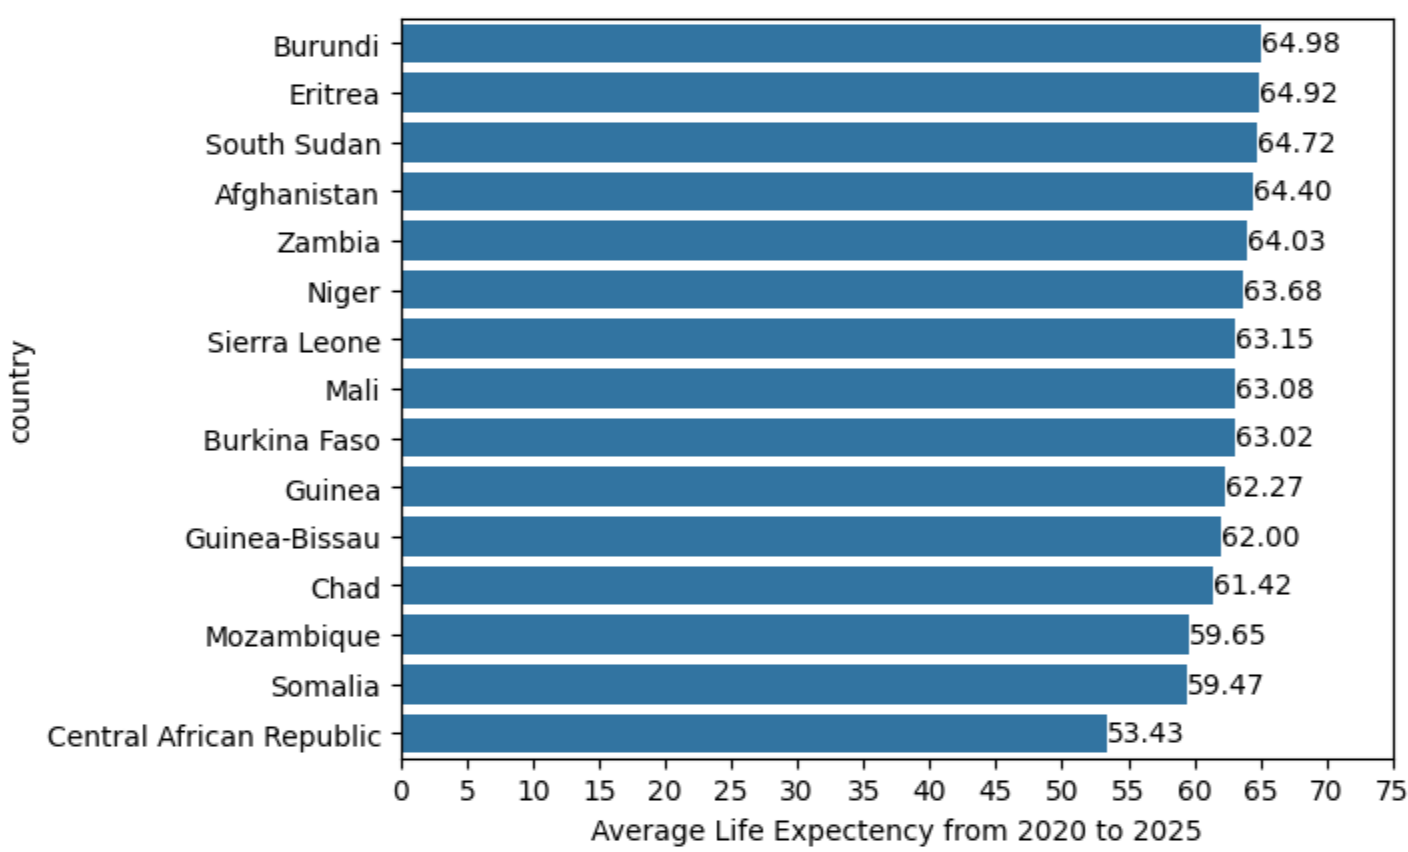 country
Burundi 64.98
Eritrea 64.92
South Sudan 64.72
Afghanistan 64.40
Zambia 64.03
Niger 63.68
Sierra Leone 63.15
Mali 63.08
Burkina Faso 63.02
Guinea 62.27
Guinea-Bissau 62.00
Chad 61.42
Mozambique 59.65
Somalia 59.47
Central African Republic 53.43
0 5 10 15 20 25 30 35 40 45 50 55 60 65 70 75
Average Life Expectency from 2020 to 2025